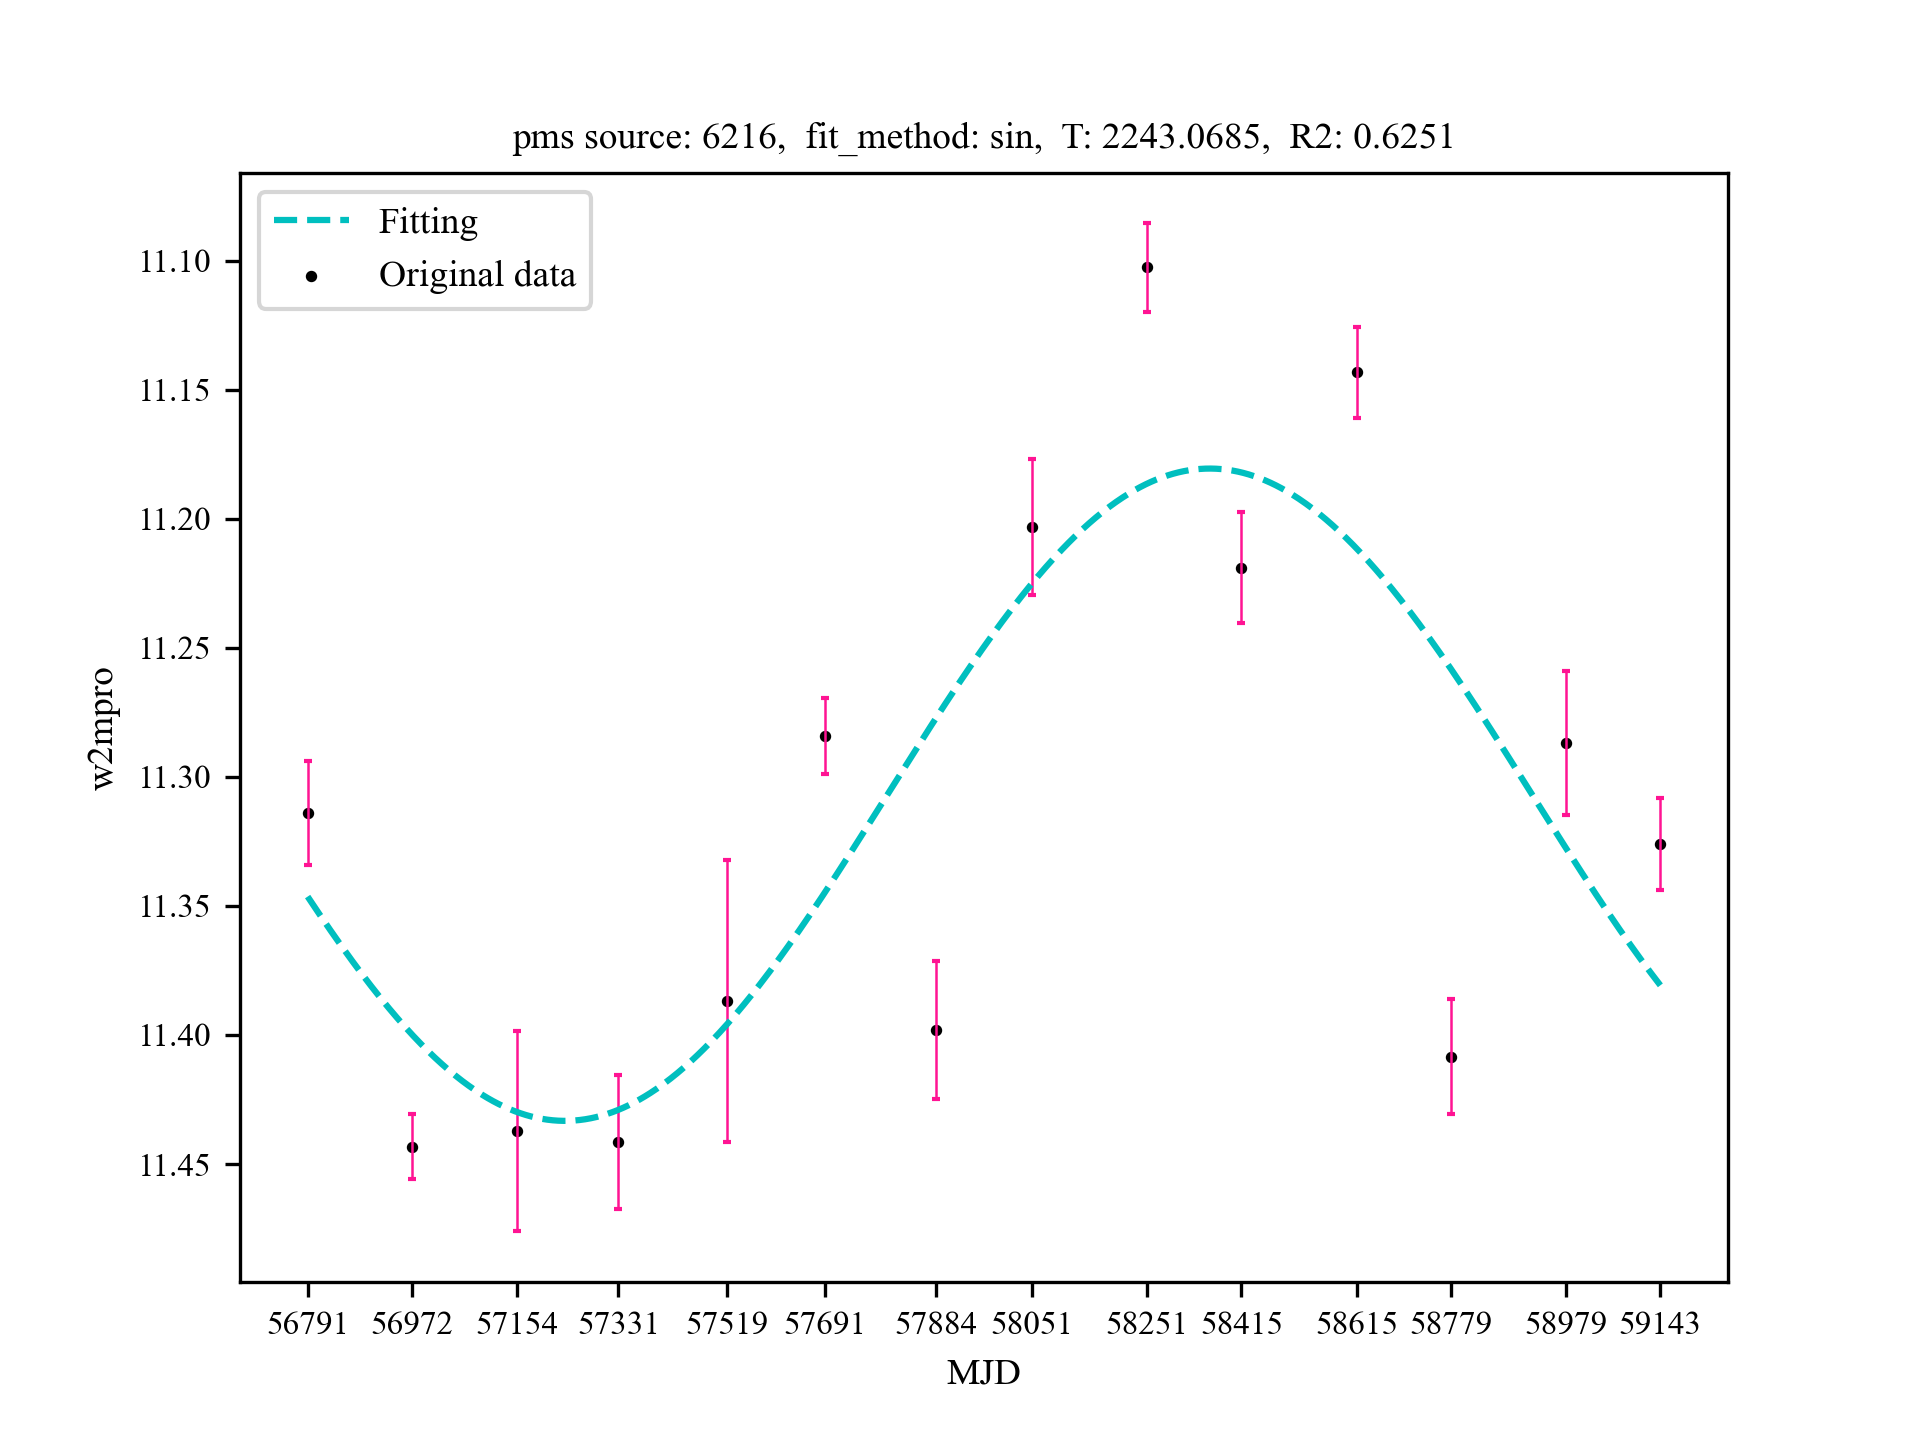 pms source: 6216,  fit_method: sin,  T: 2243.0685,  R2: 0.6251
Fitting
Original data
11.10
11.15
11.20
11.25
11.30
11.35
11.40
11.45
w2mpro
56791 56972 57154 57331 57519 57691 57884 58051 58251 58415 58615 58779 58979 59143
MJD